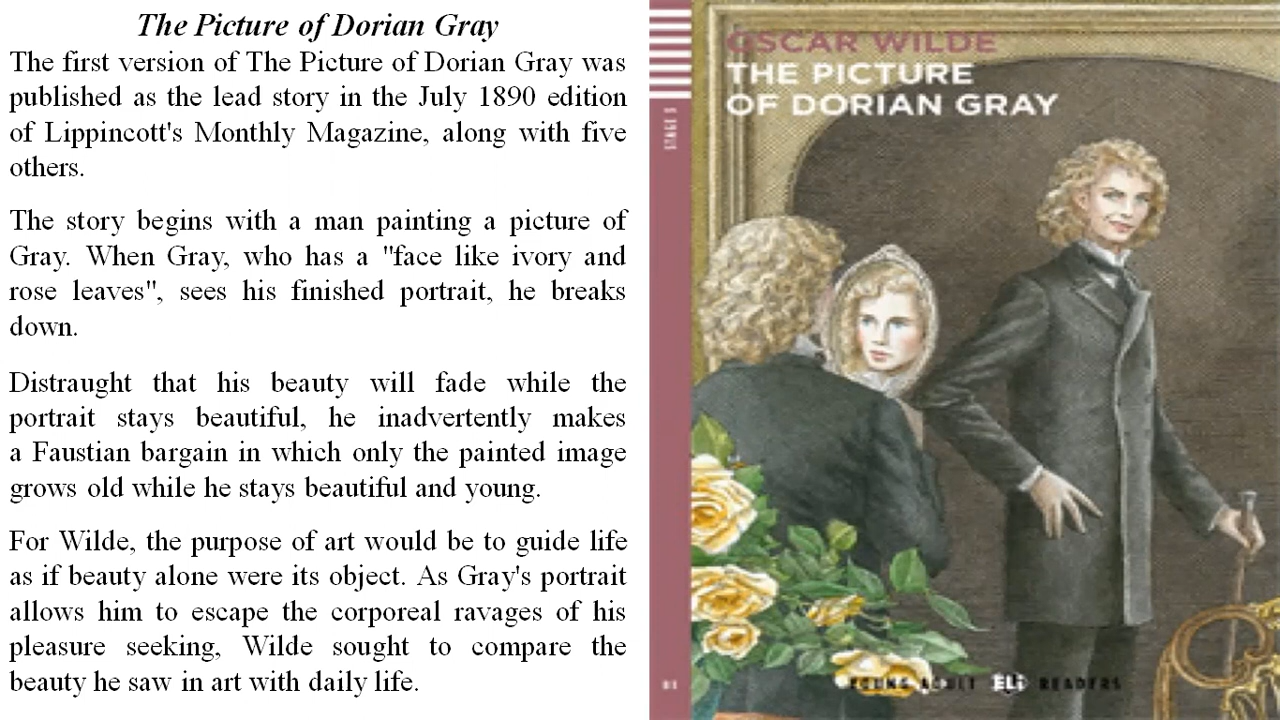 The Picture of Dorian Gray
The first version of The Picture of Dorian Gray was
published as the lead story in the July 1890 edition
of Lippincott's Monthly Magazine, along with five
others.
The story begins with a man painting a picture of
Gray. When Gray, who has a "face like ivory and
rose leaves", sees his finished portrait, he breaks
down.
Distraught that his beauty will fade while the
portrait stays beautiful, he inadvertently makes
a Faustian bargain in which only the painted image
grows old while he stays beautiful and young.
For Wilde, the purpose of art would be to guide life
as if beauty alone were its object. As Gray's portrait
allows him to escape the corporeal ravages of his
pleasure seeking, Wilde sought to compare the
beauty he saw in art with daily life.
OSCAR WILDE
THE PICTURE
OF DORIAN GRAY
YOUNG ADULT ELI READERS